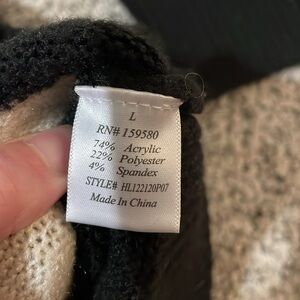 L
RN# 159580
74% Acrylic
22% Polyester
4% Spandex
STYLE# HL122120P07
Made In China